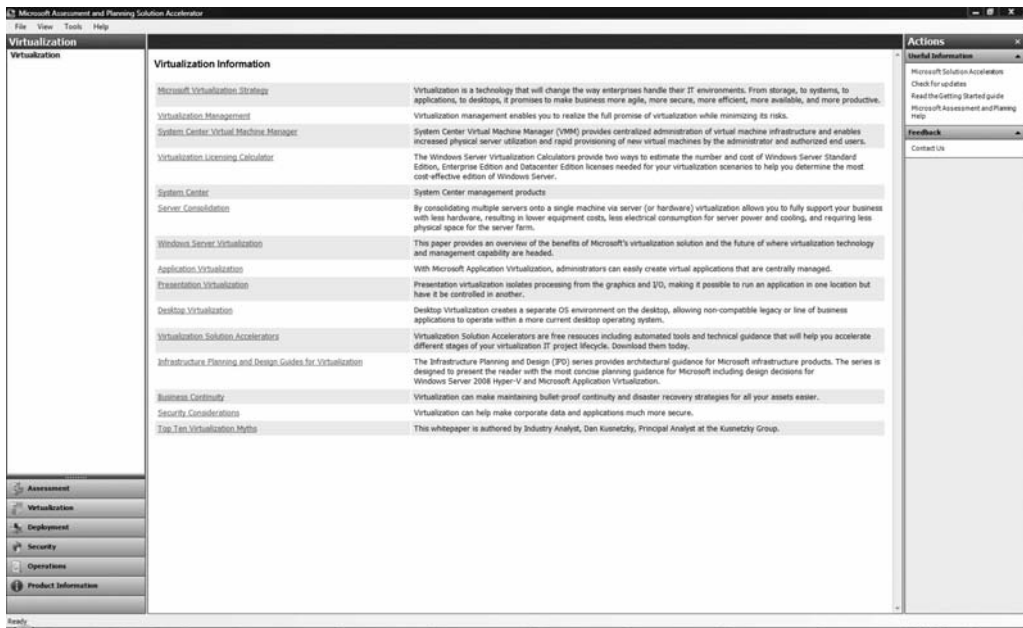 Microsoft Assessment and Planning Solution Accelerator
File View Tools Help
Virtualization
Virtualization
Virtualization Information
Microsoft Virtualization Strategy
Virtualization is a technology that will change the way enterprises handle their IT environments. From storage, to systems, to
applications, to desktops, it promises to make business more agile, more secure, more efficient, more available, and more productive.
Virtualization Management
Virtualization management enables you to realize the full promise of virtualization while minimizing its risks.
System Center Virtual Machine Manager
System Center Virtual Machine Manager (VMM) provides centralized administration of virtual machine infrastructure and enables
increased physical server utilization and rapid provisioning of new virtual machines by the administrator and authorized end users.
Virtualization Licensing Calculator
The Windows Server Virtualization Calculators provide two ways to estimate the number and cost of Windows Server Standard
Edition, Enterprise Edition and Datacenter Edition licenses needed for your virtualization scenarios to help you determine the most
cost-effective edition of Windows Server.
System Center
System Center management products
Server Consolidation
By consolidating multiple servers onto a single machine via server (or hardware) virtualization allows you to fully support your business
with less hardware, resulting in lower equipment costs, less electrical consumption for server power and cooling, and requiring less
physical space for the server farm.
Windows Server Virtualization
This paper provides an overview of the benefits of Microsoft's virtualization solution and the future of where virtualization technology
and management capability are headed.
Application Virtualization
With Microsoft Application Virtualization, administrators can easily create virtual applications that are centrally managed.
Presentation Virtualization
Presentation virtualization isolates processing from the graphics and I/O, making it possible to run an application in one location but
have it be controlled in another.
Desktop Virtualization
Desktop Virtualization creates a separate OS environment on the desktop, allowing non-compatible legacy or line of business
applications to operate within a more current desktop operating system.
Virtualization Solution Accelerators
Virtualization Solution Accelerators are free resouces including automated tools and technical guidance that will help you accelerate
different stages of your virtualization IT project lifecycle. Download them today.
Infrastructure Planning and Design Guides for Virtualization
The Infrastructure Planning and Design (IPD) series provides architectural guidance for Microsoft infrastructure products. The series is
designed to present the reader with the most concise planning guidance for Microsoft including design decisions for
Windows Server 2008 Hyper-V and Microsoft Application Virtualization.
Business Continuity
Virtualization can make maintaining bullet-proof continuity and disaster recovery strategies for all your assets easier.
Security Considerations
Virtualization can help make corporate data and applications much more secure.
Top Ten Virtualization Myths
This whitepaper is authored by Industry Analyst, Dan Kusnetzky, Principal Analyst at the Kusnetzky Group.
Assessment
Virtualization
Deployment
Security
Operations
Product Information
Ready
Actions
Useful Information
Microsoft Solution Accelerators
Check for updates
Read the Getting Started guide
Microsoft Assessment and Planning
Help
Feedback
Contact Us